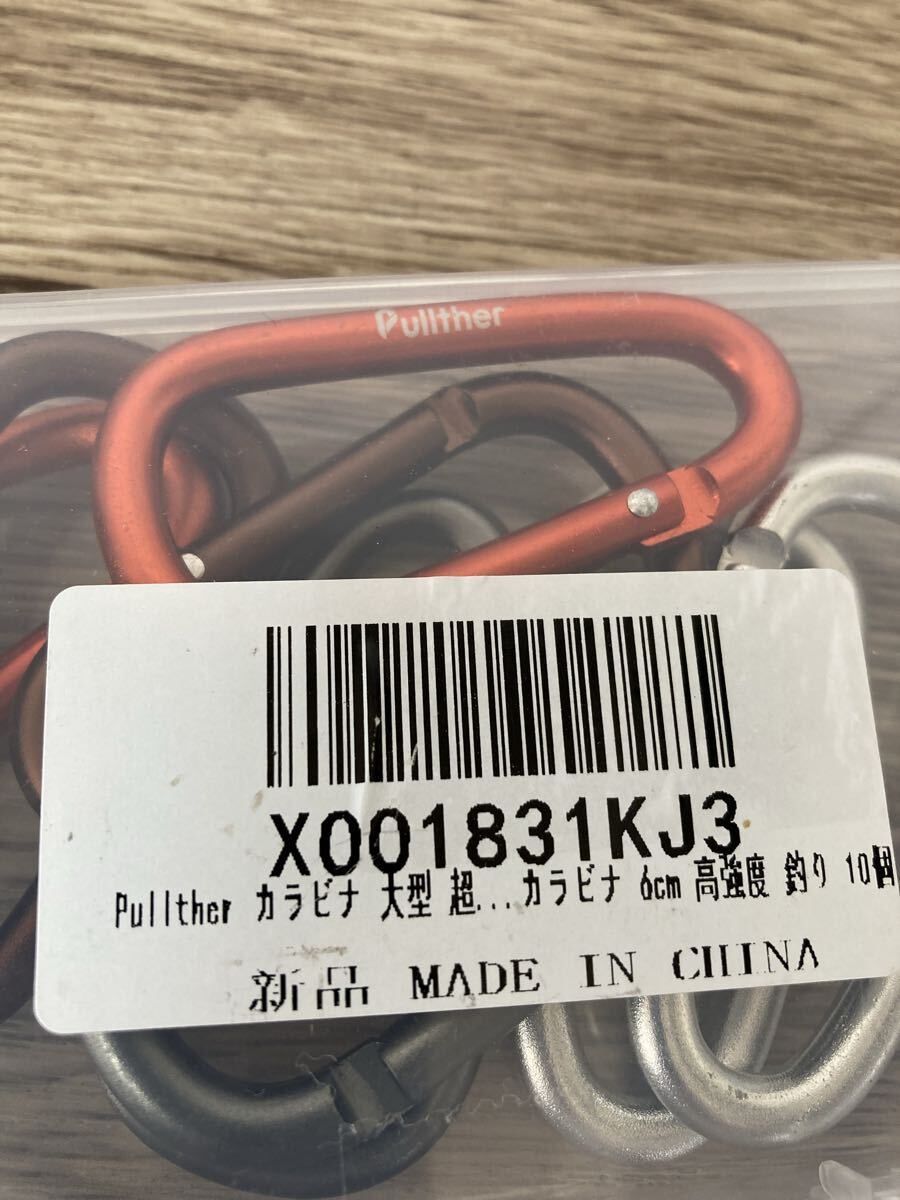 Pullther
X001831KJ3
Pullther カラビナ 大型 超...カラビナ 6cm 高強度 釣り 10個
新品 MADE IN CHINA